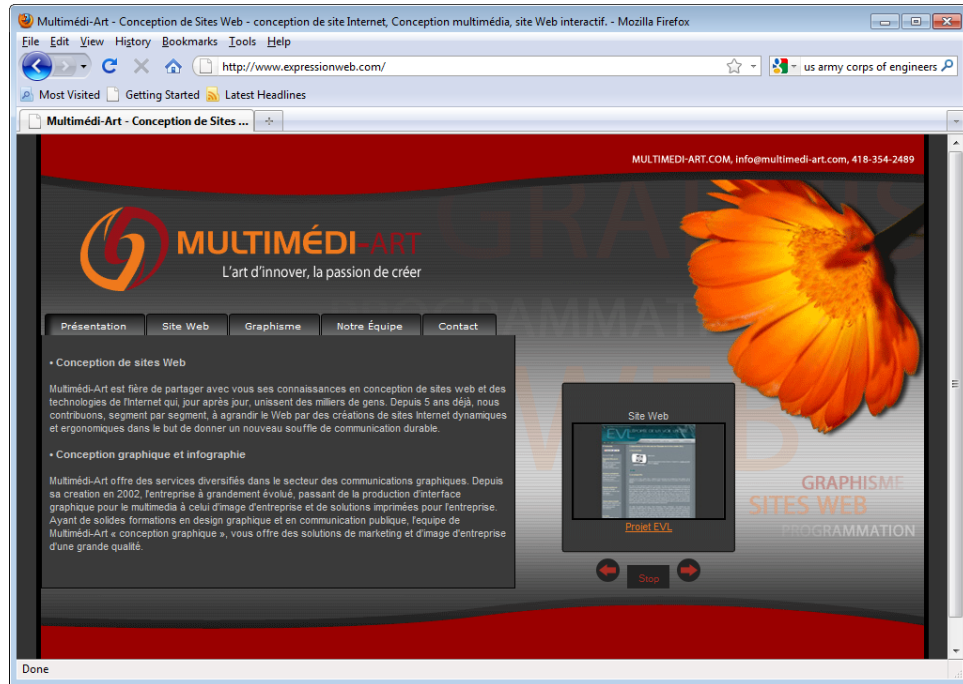 Multimédi-Art - Conception de Sites Web - conception de site Internet, Conception multimédia, site Web interactif. - Mozilla Firefox
File Edit View History Bookmarks Tools Help
http://www.expressionweb.com/
us army corps of engineers
Most Visited Getting Started Latest Headlines
Multimédi-Art - Conception de Sites ...
MULTIMEDI-ART.COM, info@multimedi-art.com, 418-354-2489
GRAPHIS
MULTIMÉDI-ART
L'art d'innover, la passion de créer
PROGRAMMAT
Présentation Site Web Graphisme Notre Équipe Contact
WEB
• Conception de sites Web
Multimédi-Art est fière de partager avec vous ses connaissances en conception de sites web et des
technologies de l'Internet qui, jour après jour, unissent des milliers de gens. Depuis 5 ans déjà, nous
contribuons, segment par segment, à agrandir le Web par des créations de sites Internet dynamiques
et ergonomiques dans le but de donner un nouveau souffle de communication durable.
• Conception graphique et infographie
Multimédi-Art offre des services diversifiés dans le secteur des communications graphiques. Depuis
sa creation en 2002, l'entreprise à grandement évolué, passant de la production d'interface
graphique pour le multimedia à celui d'image d'entreprise et de solutions imprimées pour l'entreprise.
Ayant de solides formations en design graphique et en communication publique, l'equipe de
Multimédi-Art « conception graphique », vous offre des solutions de marketing et d'image d'entreprise
d'une grande qualité.
Site Web
EVL
Projet EVL
Stop
GRAPHISME
SITES WEB
PROGRAMMATION
Done